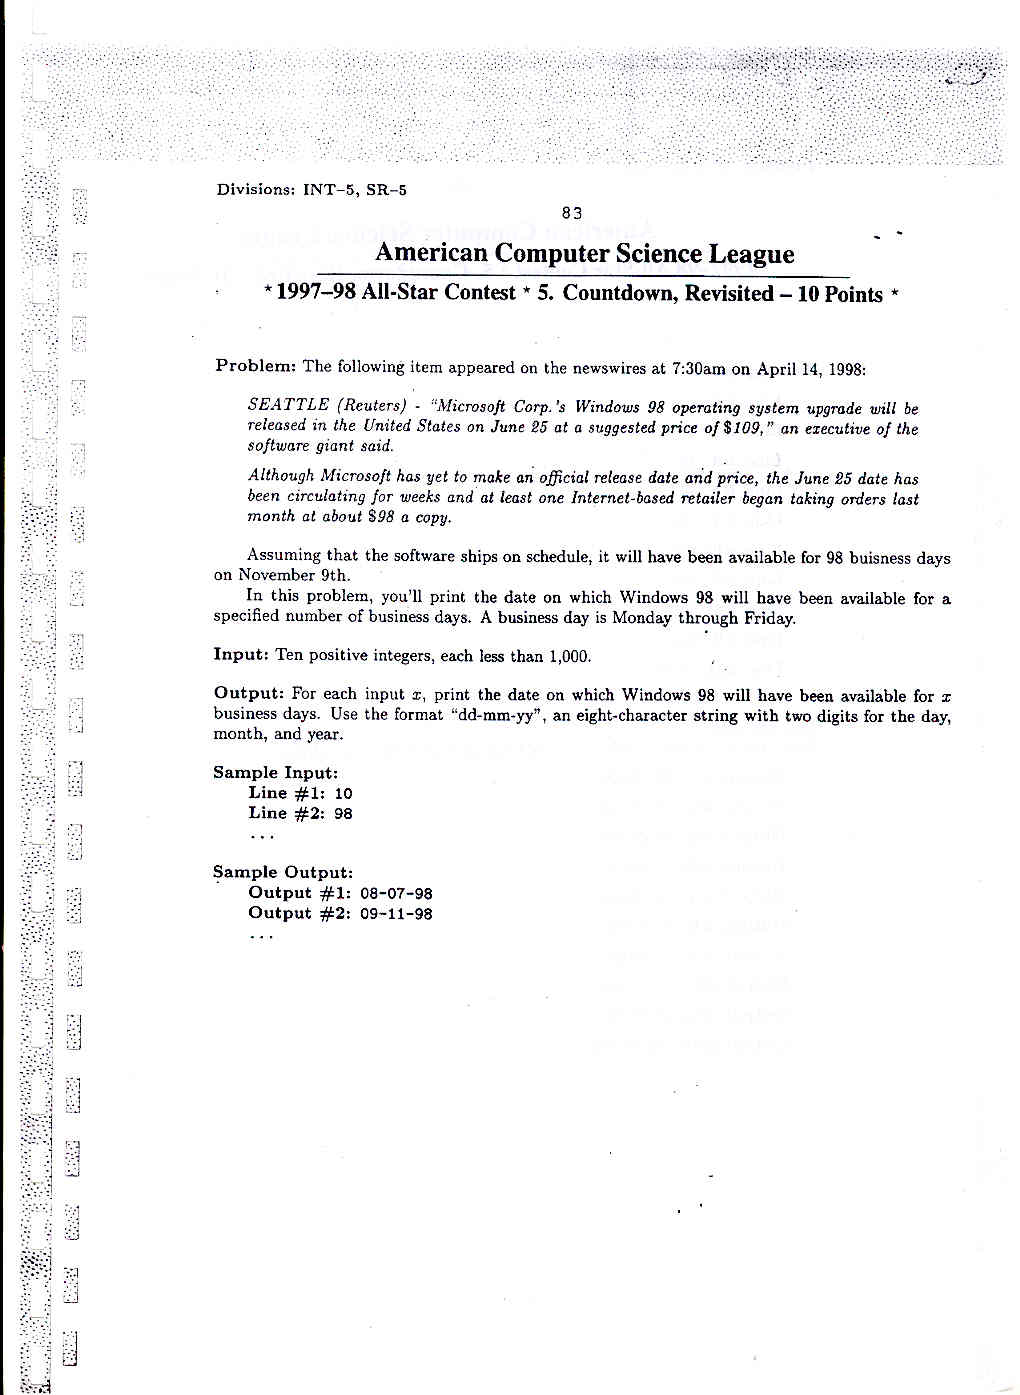 Divisions: INT–5, SR–5
83
American Computer Science League
* 1997–98 All-Star Contest * 5. Countdown, Revisited – 10 Points *
Problem: The following item appeared on the newswires at 7:30am on April 14, 1998:
SEATTLE (Reuters) - "Microsoft Corp.'s Windows 98 operating system upgrade will be
released in the United States on June 25 at a suggested price of $109," an executive of the
software giant said.
Although Microsoft has yet to make an official release date and price, the June 25 date has
been circulating for weeks and at least one Internet-based retailer began taking orders last
month at about $98 a copy.
Assuming that the software ships on schedule, it will have been available for 98 buisness days
on November 9th.
In this problem, you'll print the date on which Windows 98 will have been available for a
specified number of business days. A business day is Monday through Friday.
Input: Ten positive integers, each less than 1,000.
Output: For each input x, print the date on which Windows 98 will have been available for x
business days. Use the format "dd-mm-yy", an eight-character string with two digits for the day,
month, and year.
Sample Input:
Line #1: 10
Line #2: 98
...
Sample Output:
Output #1: 08-07-98
Output #2: 09-11-98
...